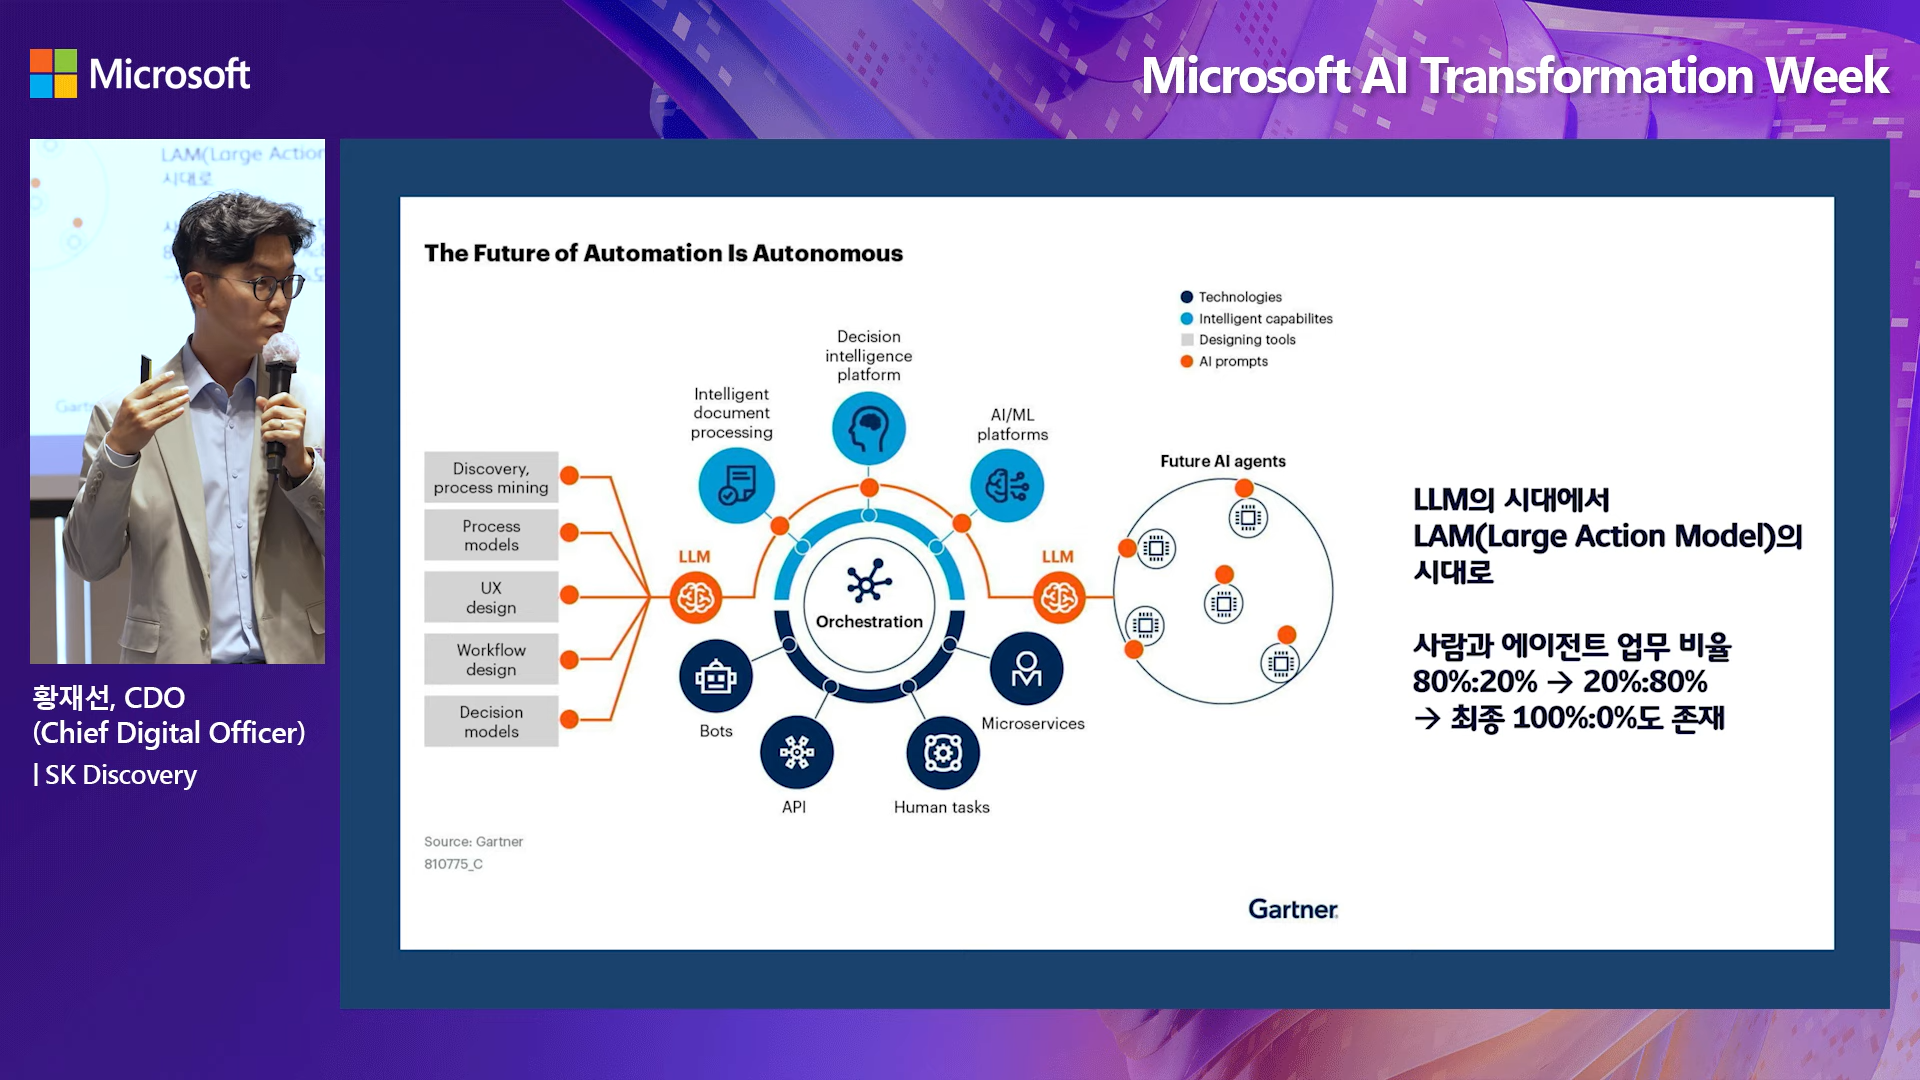 Microsoft
Microsoft AI Transformation Week
LAM(Large Action
시대로
황재선, CDO
(Chief Digital Officer)
| SK Discovery
The Future of Automation Is Autonomous
Technologies
Intelligent capabilites
Designing tools
AI prompts
Decision
intelligence
platform
Intelligent
document
processing
AI/ML
platforms
Discovery,
process mining
Process
models
UX
design
Workflow
design
Decision
models
LLM
Orchestration
LLM
Bots
API
Human tasks
Microservices
Future AI agents
LLM의 시대에서
LAM(Large Action Model)의
시대로
사람과 에이전트 업무 비율
80%:20% → 20%:80%
→ 최종 100%:0%도 존재
Source: Gartner
810775_C
Gartner